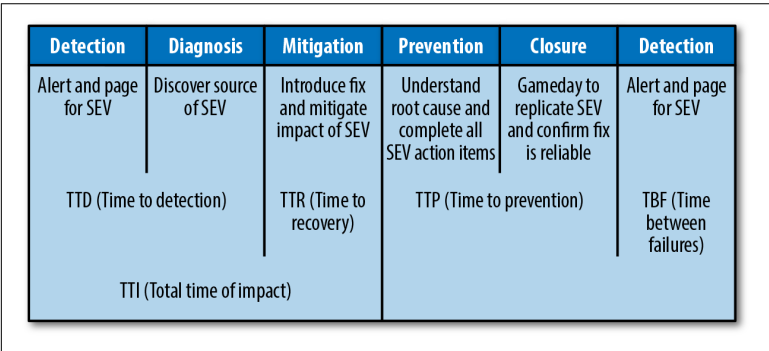 Detection Diagnosis Mitigation Prevention Closure Detection
Alert and page
for SEV
Discover source
of SEV
Introduce fix
and mitigate
impact of SEV
Understand
root cause and
complete all
SEV action items
Gameday to
replicate SEV
and confirm fix
is reliable
Alert and page
for SEV
TTD (Time to detection)
TTR (Time to
recovery)
TTP (Time to prevention)
TBF (Time
between
failures)
TTI (Total time of impact)